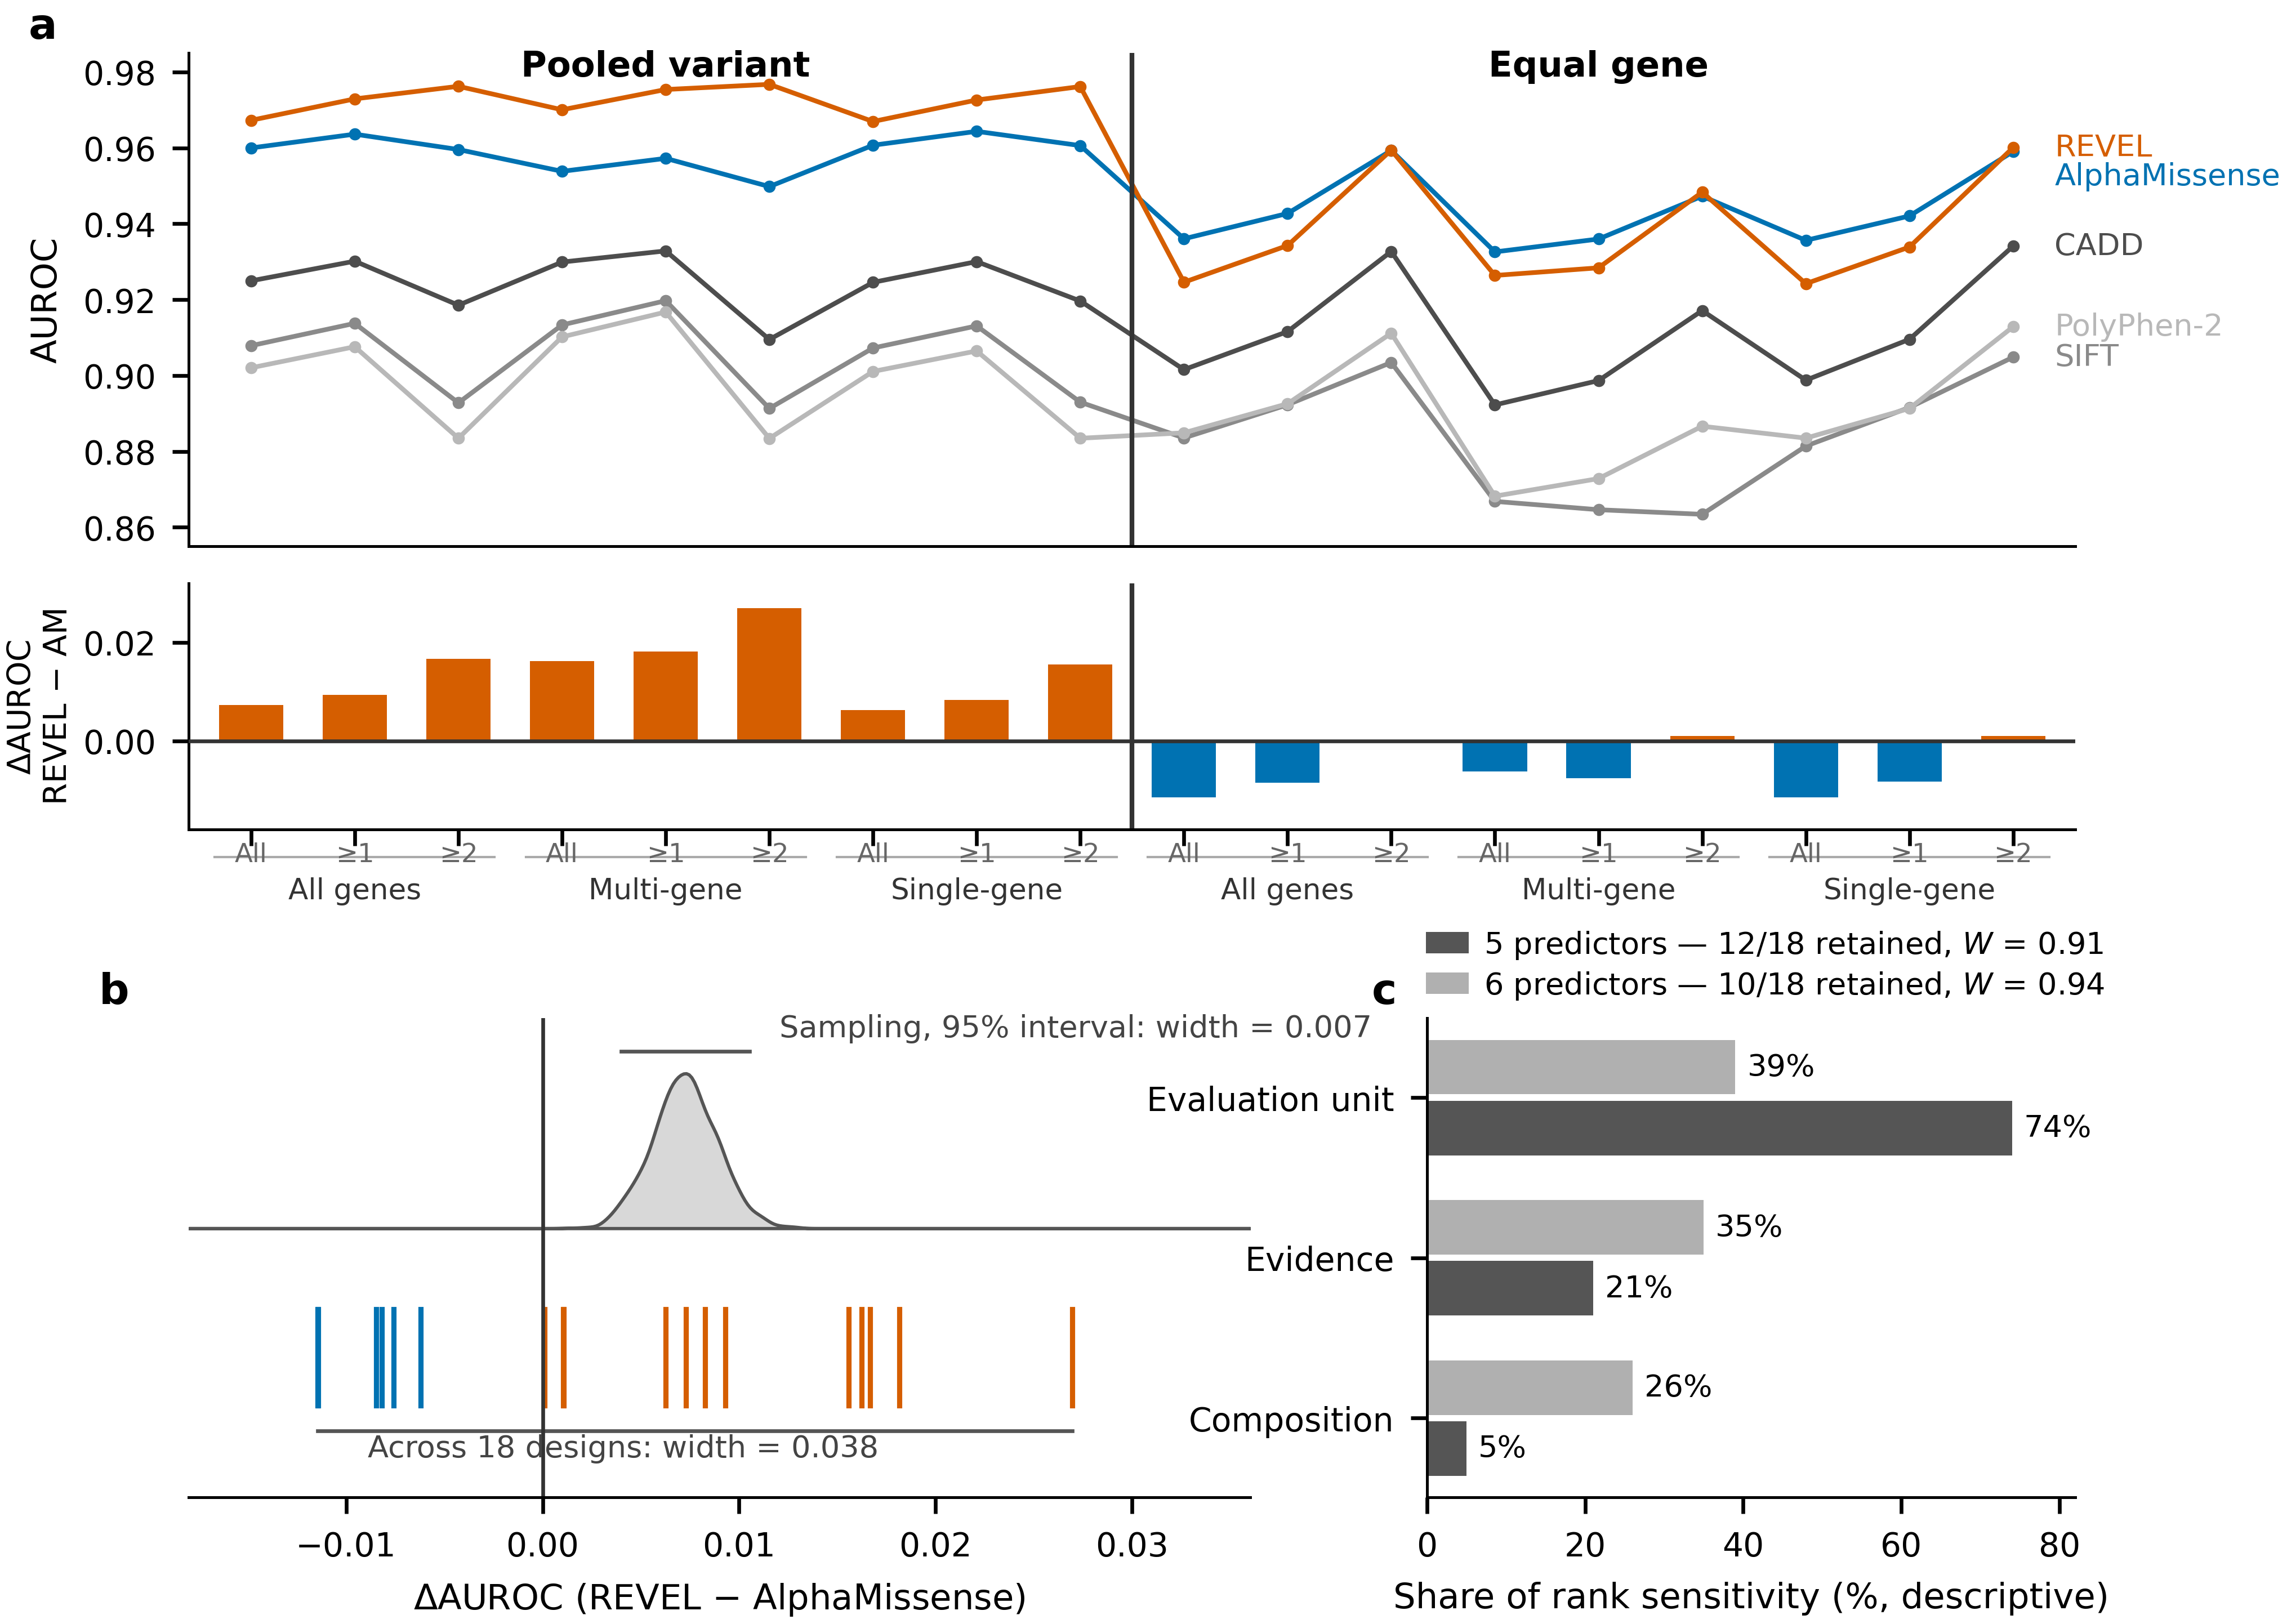 a
Pooled variant
Equal gene
0.98
0.96
0.94
0.92
0.90
0.88
0.86
AUROC
REVEL
AlphaMissense
CADD
PolyPhen-2
SIFT
ΔAUROC
REVEL − AM
0.02
0.00
All ≥1 ≥2 All ≥1 ≥2 All ≥1 ≥2 All ≥1 ≥2 All ≥1 ≥2 All ≥1 ≥2
All genes Multi-gene Single-gene All genes Multi-gene Single-gene
b
Sampling, 95% interval: width = 0.007
Across 18 designs: width = 0.038
−0.01 0.00 0.01 0.02 0.03
ΔAUROC (REVEL − AlphaMissense)
c
5 predictors — 12/18 retained, W = 0.91
6 predictors — 10/18 retained, W = 0.94
Evaluation unit
39%
74%
Evidence
35%
21%
Composition
26%
5%
0 20 40 60 80
Share of rank sensitivity (%, descriptive)